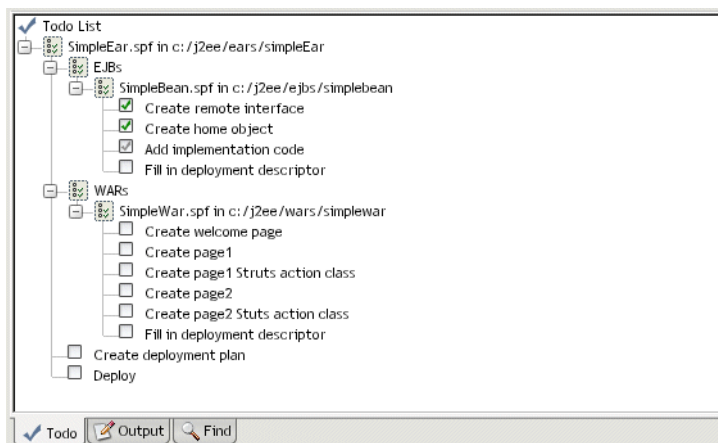 Todo List
SimpleEar.spf in c:/j2ee/ears/simpleEar
EJBs
SimpleBean.spf in c:/j2ee/ejbs/simplebean
Create remote interface
Create home object
Add implementation code
Fill in deployment descriptor
WARs
SimpleWar.spf in c:/j2ee/wars/simplewar
Create welcome page
Create page1
Create page1 Struts action class
Create page2
Create page2 Stuts action class
Fill in deployment descriptor
Create deployment plan
Deploy
Todo Output Find